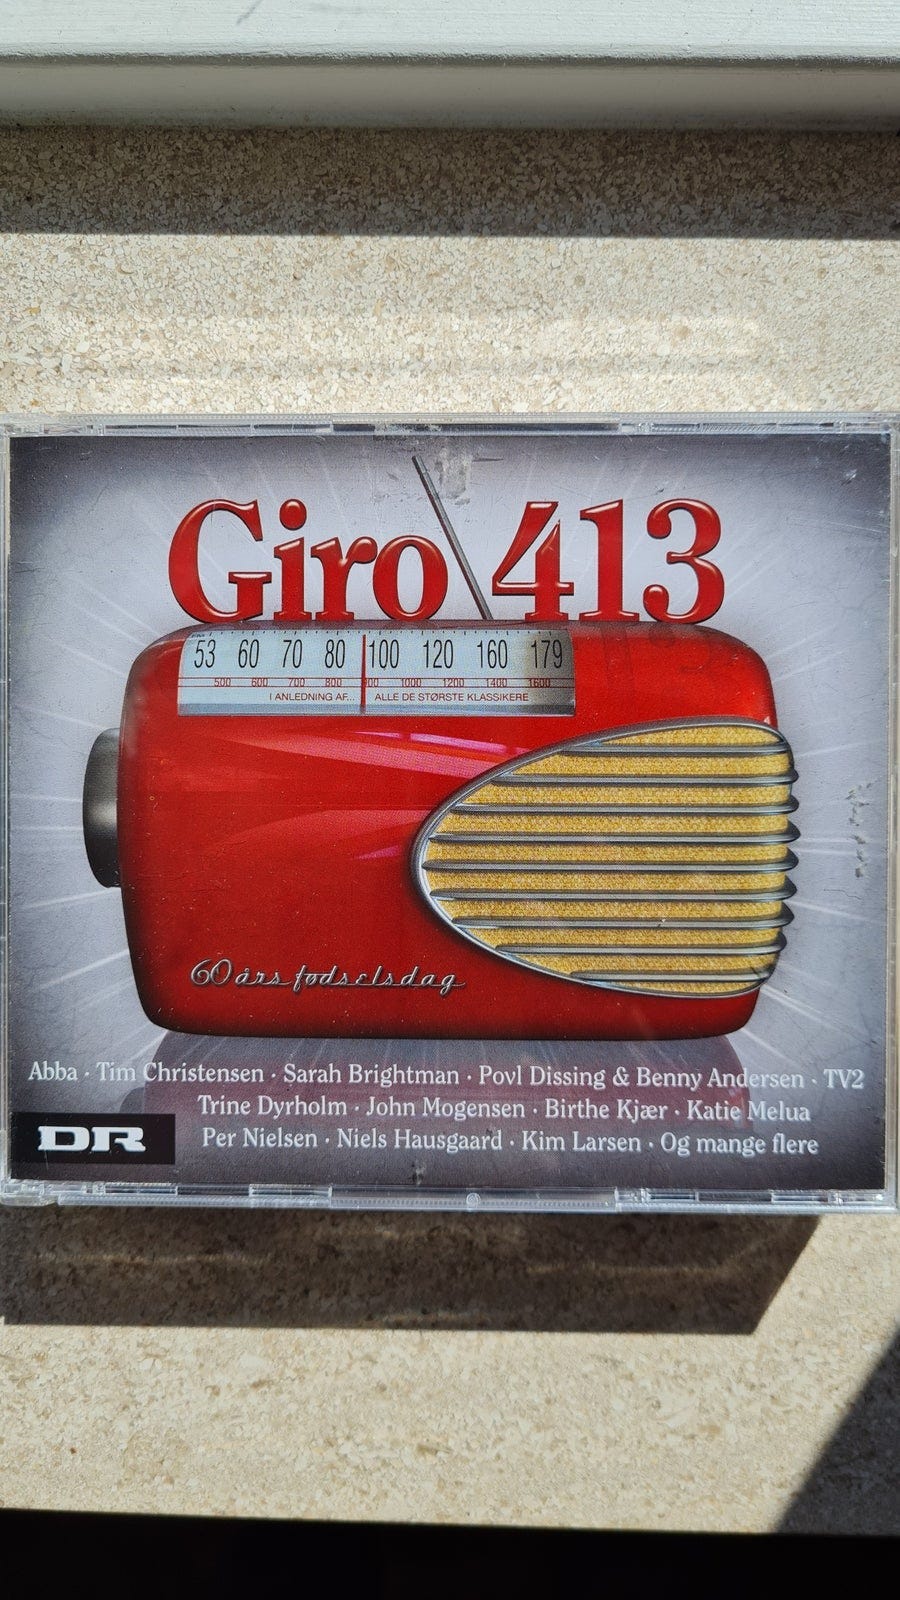 Giro 413
53 60 70 80 100 120 160 179
500 600 700 800 900 1000 1200 1400 1600
I ANLEDNING AF... ALLE DE STØRSTE KLASSIKERE
60 års fødselsdag
Abba · Tim Christensen · Sarah Brightman · Povl Dissing & Benny Andersen · TV2
Trine Dyrholm · John Mogensen · Birthe Kjær · Katie Melua
DR
Per Nielsen · Niels Hausgaard · Kim Larsen · Og mange flere